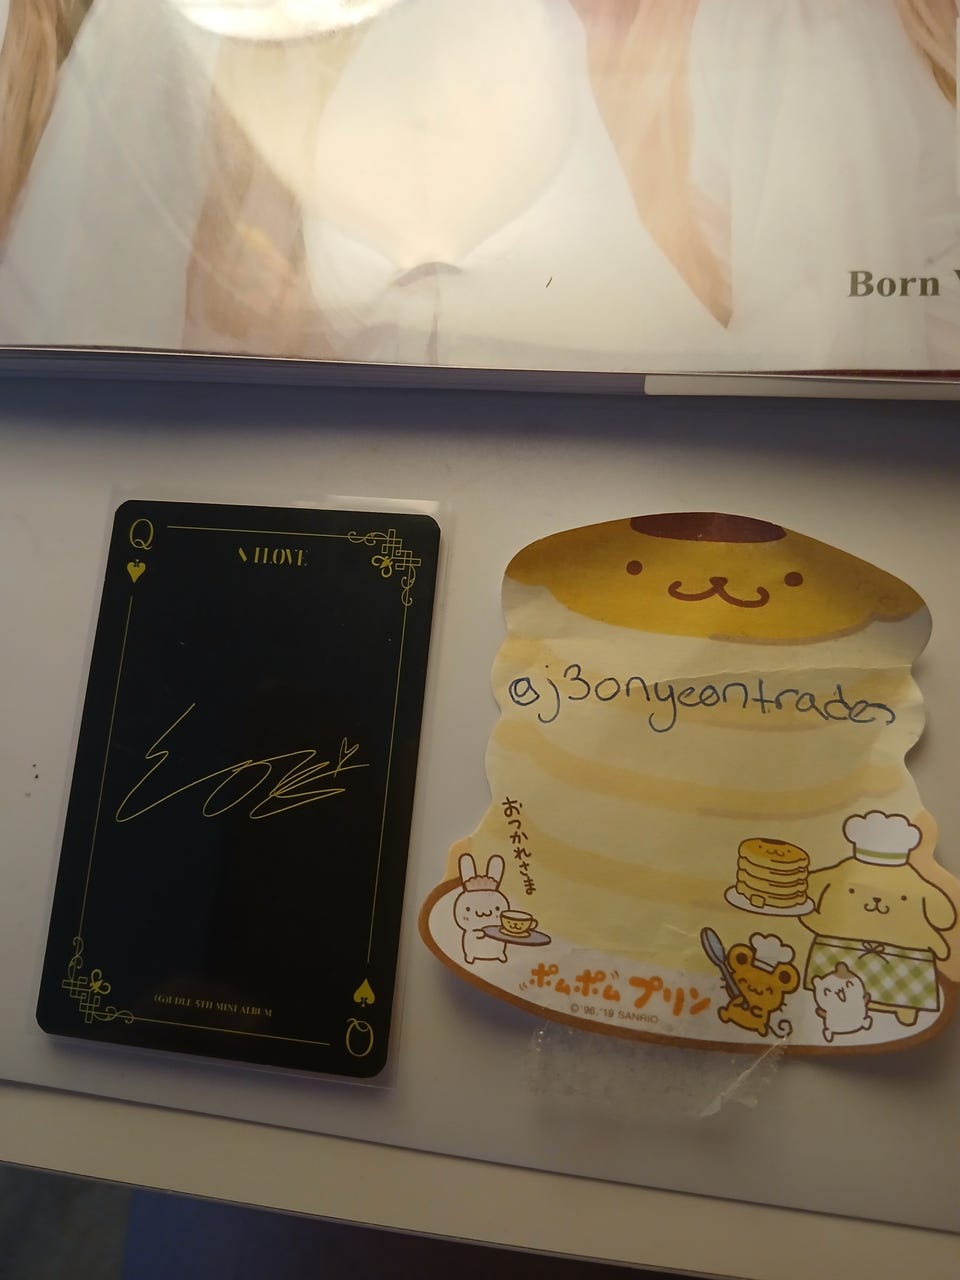 Born
Q
I LOVE
(G)I-DLE 5TH MINI ALBUM
Q
@j3onyeontrades
おつかれさま
ポムポムプリン
© '96, '19 SANRIO